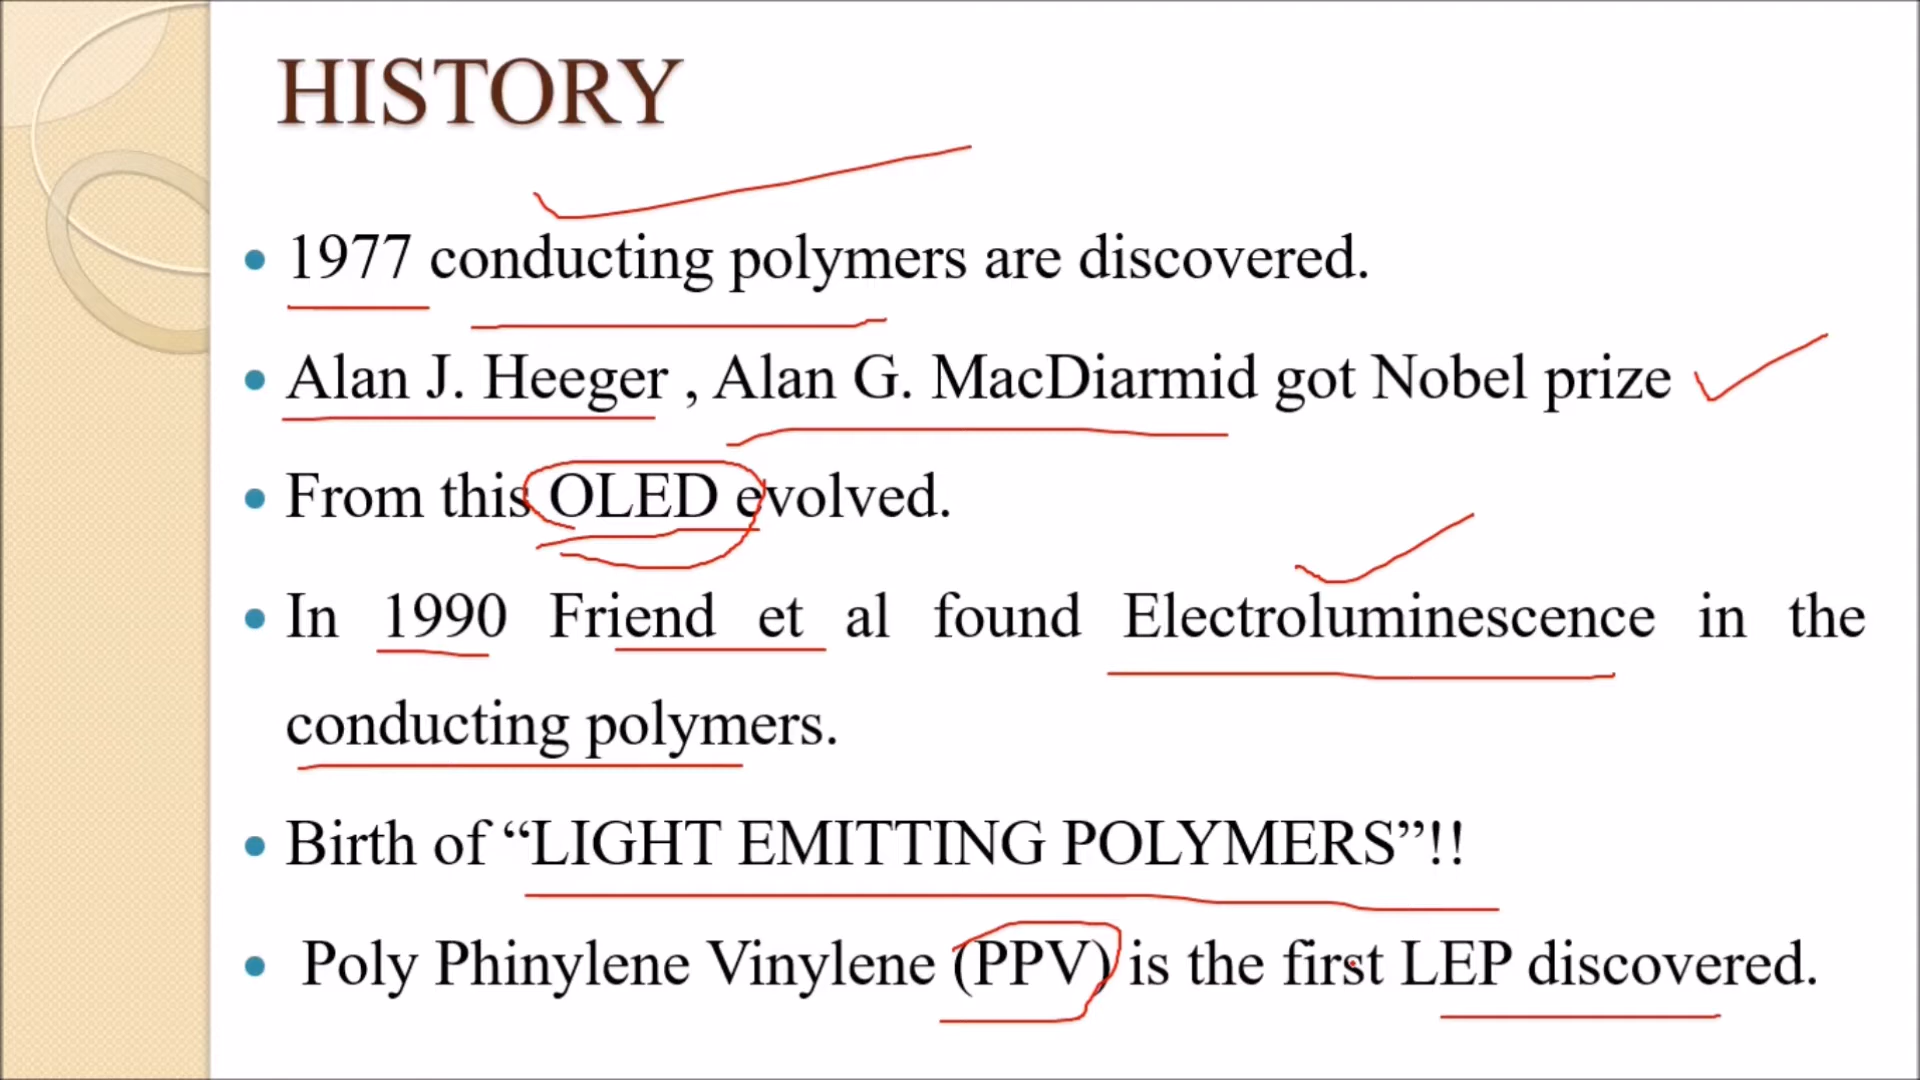 HISTORY
1977 conducting polymers are discovered.
Alan J. Heeger , Alan G. MacDiarmid got Nobel prize
From this OLED evolved.
In 1990 Friend et al found Electroluminescence in the
conducting polymers.
Birth of “LIGHT EMITTING POLYMERS”!!
Poly Phinylene Vinylene (PPV) is the first LEP discovered.